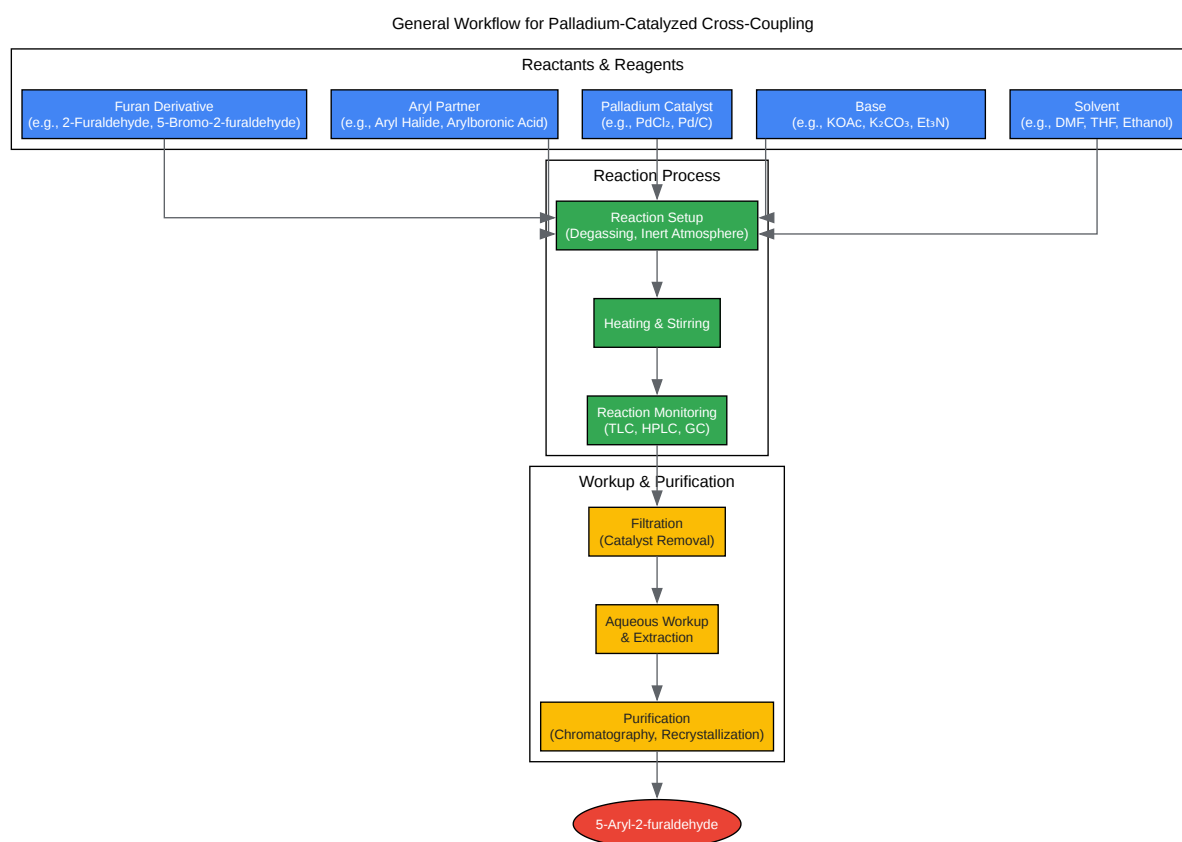 General Workflow for Palladium-Catalyzed Cross-Coupling
Reactants & Reagents
Furan Derivative
(e.g., 2-Furaldehyde, 5-Bromo-2-furaldehyde)
Aryl Partner
(e.g., Aryl Halide, Arylboronic Acid)
Palladium Catalyst
(e.g., PdCl₂, Pd/C)
Base
(e.g., KOAc, K₂CO₃, Et₃N)
Solvent
(e.g., DMF, THF, Ethanol)
Reaction Process
Reaction Setup
(Degassing, Inert Atmosphere)
Heating & Stirring
Reaction Monitoring
(TLC, HPLC, GC)
Workup & Purification
Filtration
(Catalyst Removal)
Aqueous Workup
& Extraction
Purification
(Chromatography, Recrystallization)
5-Aryl-2-furaldehyde